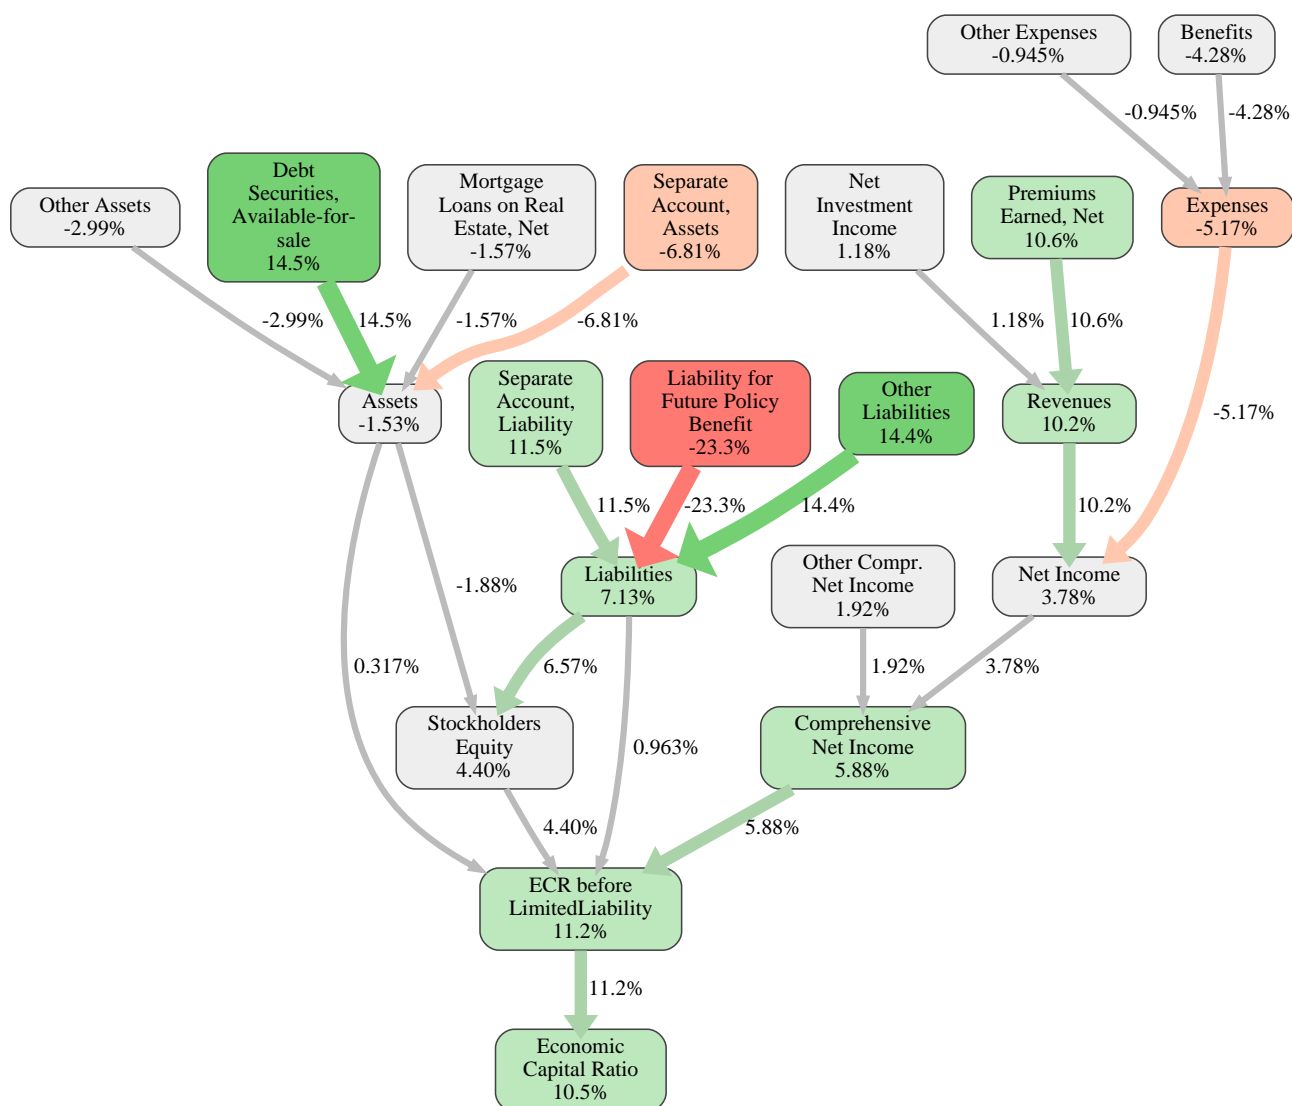 Other Expenses
-0.945%
Benefits
-4.28%
-0.945%
-4.28%
Other Assets
-2.99%
Debt
Securities,
Available-for-
sale
14.5%
Mortgage
Loans on Real
Estate, Net
-1.57%
Separate
Account,
Assets
-6.81%
Net
Investment
Income
1.18%
Premiums
Earned, Net
10.6%
Expenses
-5.17%
-2.99%
14.5%
-1.57%
-6.81%
1.18%
10.6%
Assets
-1.53%
Separate
Account,
Liability
11.5%
Liability for
Future Policy
Benefit
-23.3%
Other
Liabilities
14.4%
Revenues
10.2%
-5.17%
11.5%
-23.3%
14.4%
10.2%
-1.88%
Liabilities
7.13%
Other Compr.
Net Income
1.92%
Net Income
3.78%
0.317%
6.57%
1.92%
3.78%
Stockholders
Equity
4.40%
0.963%
Comprehensive
Net Income
5.88%
4.40%
5.88%
ECR before
LimitedLiability
11.2%
11.2%
Economic
Capital Ratio
10.5%